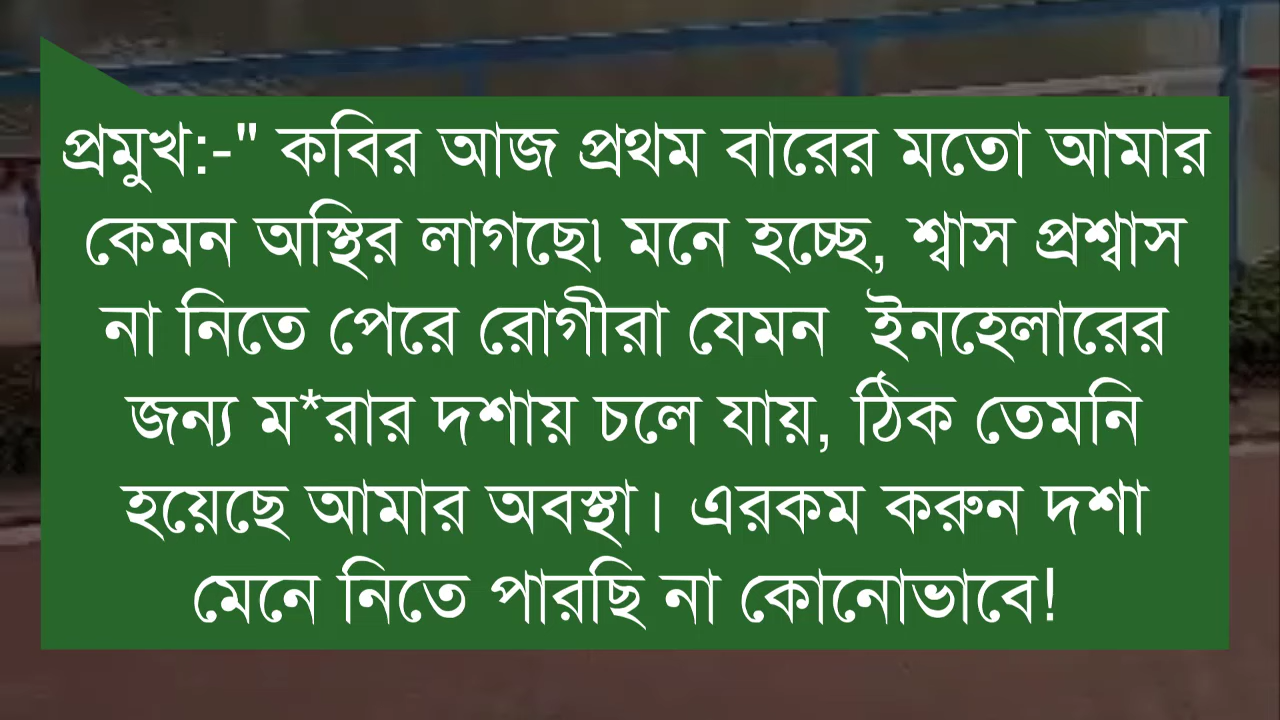 প্রমুখ:-" কবির আজ প্রথম বারের মতো আমার
কেমন অস্থির লাগছে৷ মনে হচ্ছে, শ্বাস প্রশ্বাস
না নিতে পেরে রোগীরা যেমন  ইনহেলারের
জন্য ম*রার দশায় চলে যায়, ঠিক তেমনি
হয়েছে আমার অবস্থা। এরকম করুন দশা
মেনে নিতে পারছি না কোনোভাবে!